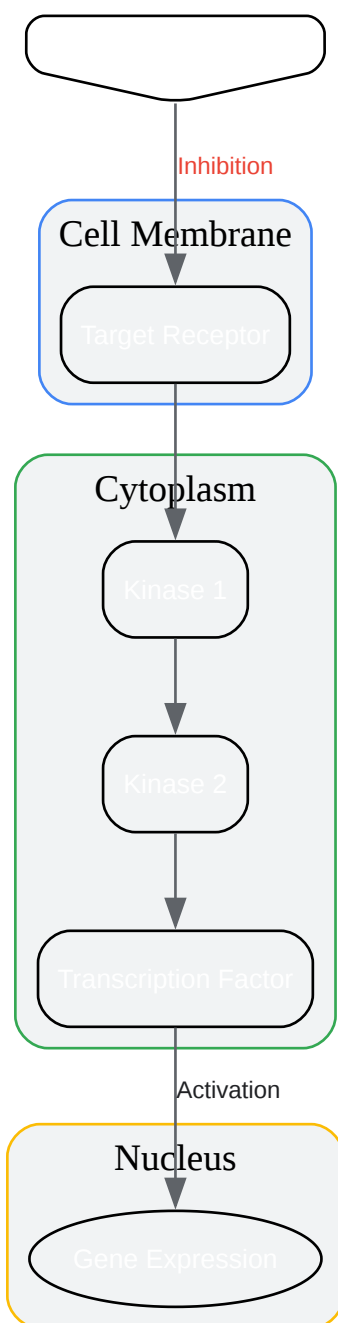 Inhibition
Cell Membrane
Target Receptor
Cytoplasm
Kinase 1
Kinase 2
Transcription Factor
Activation
Nucleus
Gene Expression